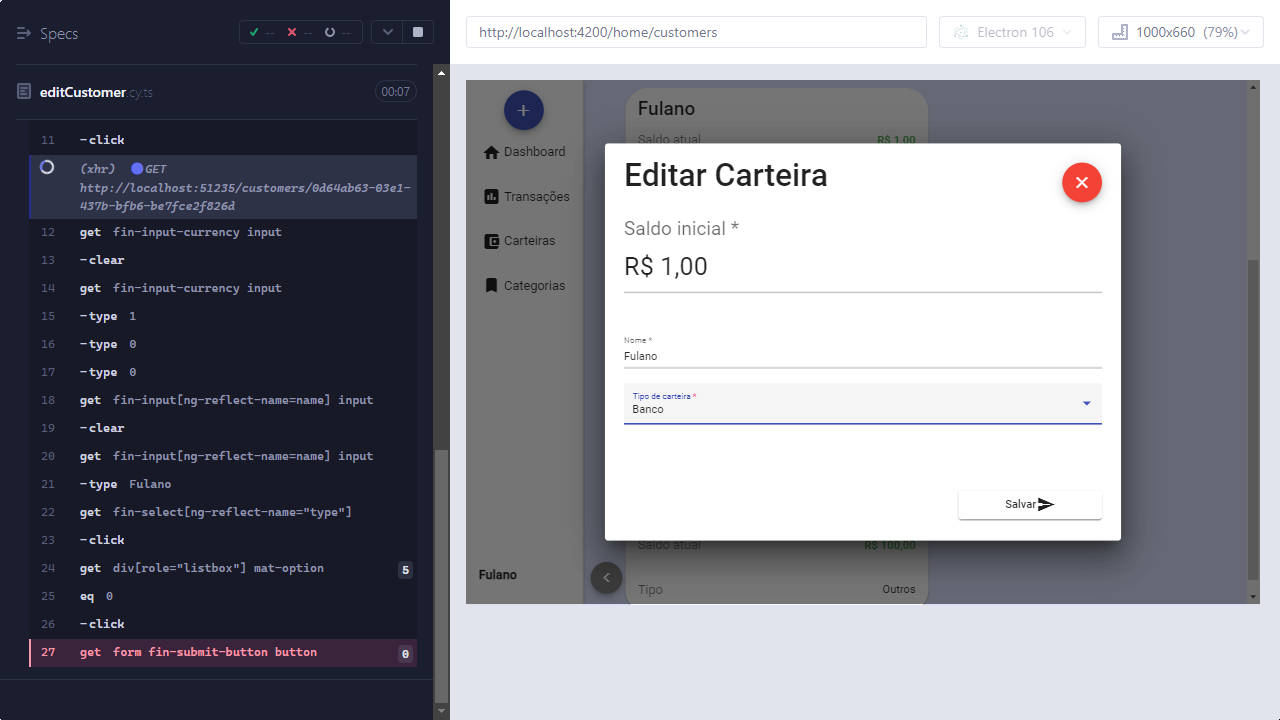 Specs
--
--
--
editCustomer.cy.ts
00:07
11 -click
(xhr) GET
http://localhost:51235/customers/0d64ab63-03e1-
437b-bfb6-be7fce2f826d
12 get fin-input-currency input
13 -clear
14 get fin-input-currency input
15 -type 1
16 -type 0
17 -type 0
18 get fin-input[ng-reflect-name=name] input
19 -clear
20 get fin-input[ng-reflect-name=name] input
21 -type Fulano
22 get fin-select[ng-reflect-name="type"]
23 -click
24 get div[role="listbox"] mat-option 5
25 eq 0
26 -click
27 get form fin-submit-button button 0
http://localhost:4200/home/customers
Electron 106
1000x660 (79%)
+
Dashboard
Transações
Carteiras
Categorias
Fulano
Fulano
Saldo atual R$ 1,00
Editar Carteira
Saldo inicial *
R$ 1,00
Nome *
Fulano
Tipo de carteira *
Banco
Salvar
Saldo atual R$ 100,00
Tipo Outros